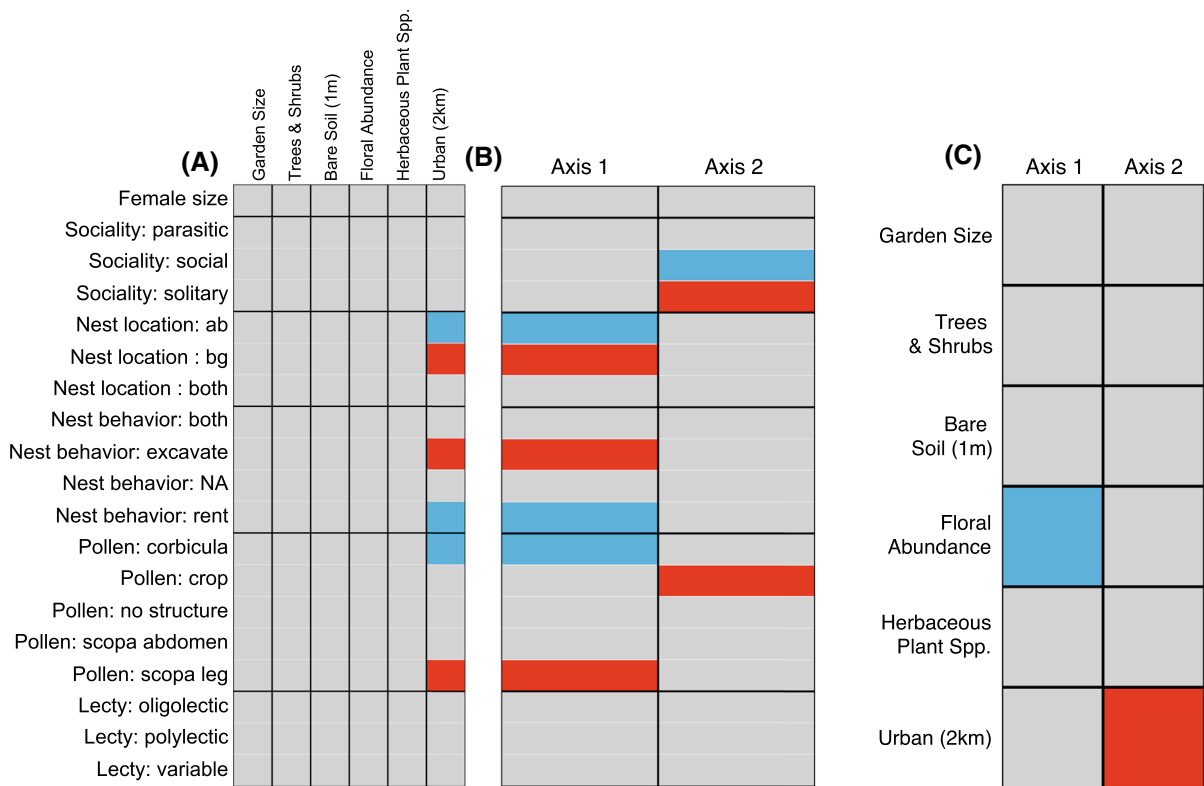 (A)
Garden Size
Trees & Shrubs
Bare Soil (1m)
Floral Abundance
Herbaceous Plant Spp.
Urban (2km)
Female size
Sociality: parasitic
Sociality: social
Sociality: solitary
Nest location: ab
Nest location : bg
Nest location : both
Nest behavior: both
Nest behavior: excavate
Nest behavior: NA
Nest behavior: rent
Pollen: corbicula
Pollen: crop
Pollen: no structure
Pollen: scopa abdomen
Pollen: scopa leg
Lecty: oligolectic
Lecty: polylectic
Lecty: variable
(B)
Axis 1
Axis 2
(C)
Axis 1
Axis 2
Garden Size
Trees
& Shrubs
Bare
Soil (1m)
Floral
Abundance
Herbaceous
Plant Spp.
Urban (2km)